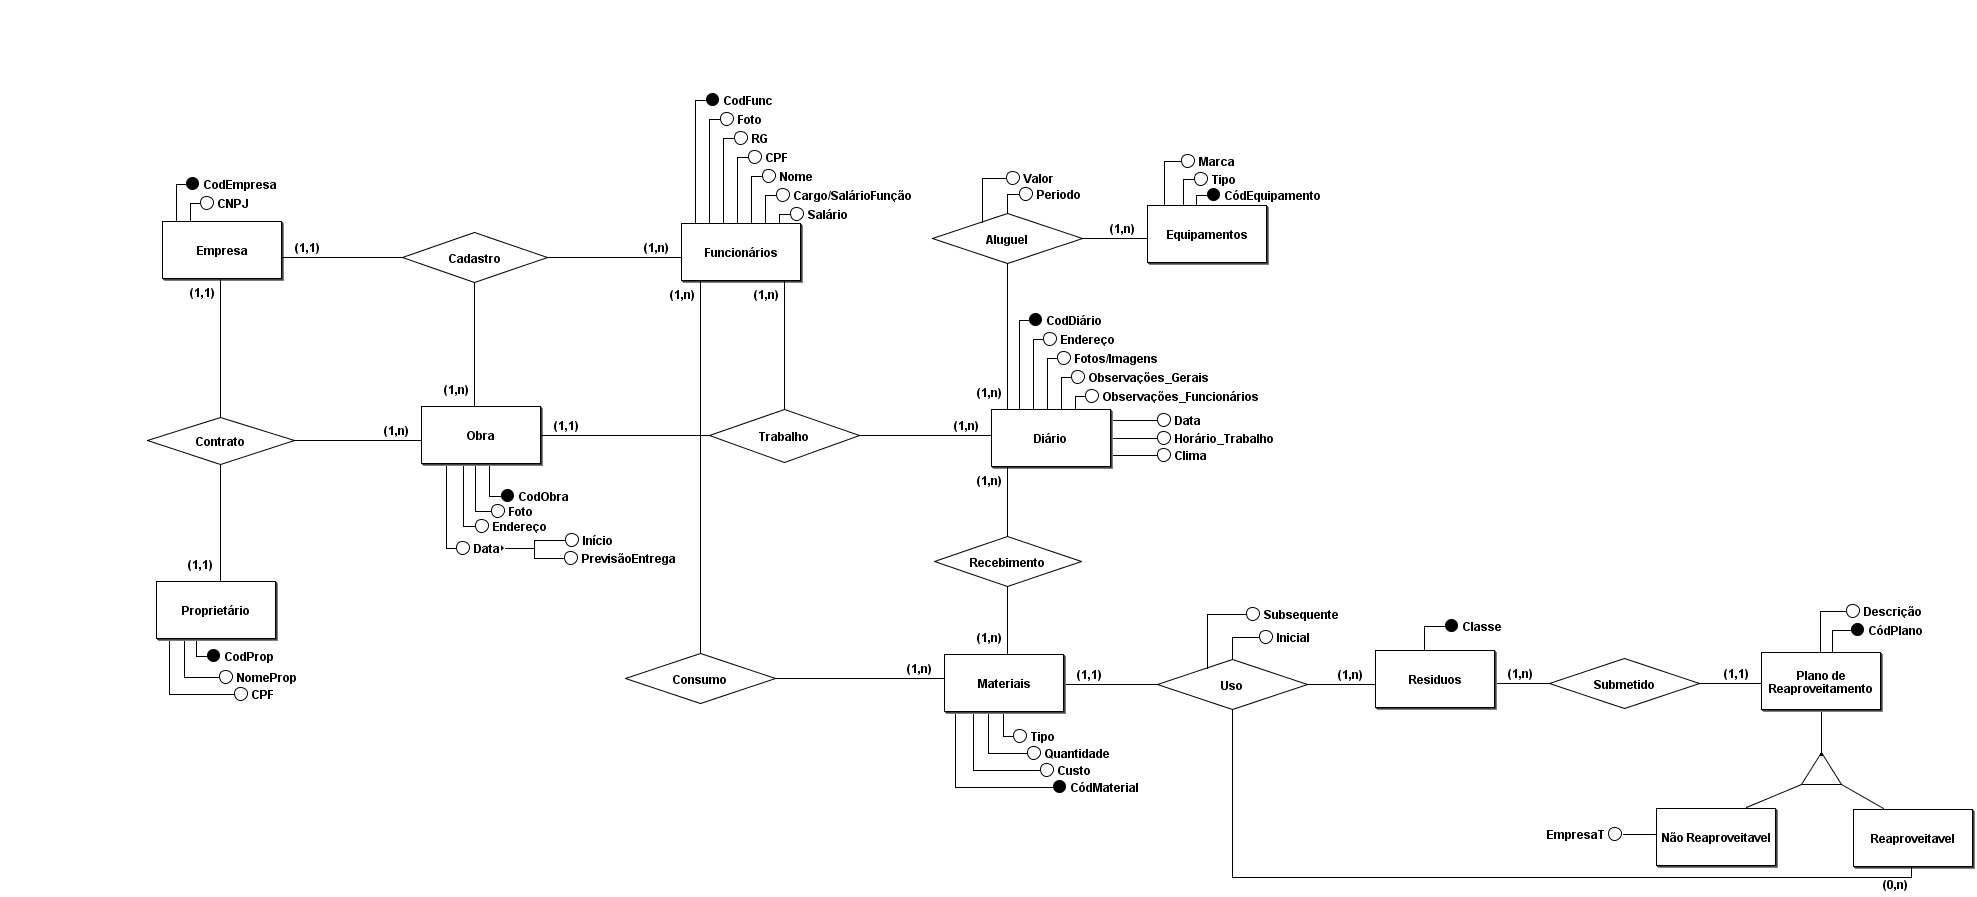 CodFunc
Foto
RG
CPF
Nome
Cargo/SalárioFunção
Salário
Marca
Tipo
CódEquipamento
Valor
Periodo
CodEmpresa
CNPJ
Empresa
(1,1)
Cadastro
(1,n)
Funcionários
Aluguel
(1,n)
Equipamentos
(1,1)
(1,n)
(1,n)
CodDiário
Endereço
Fotos/Imagens
Observações_Gerais
Observações_Funcionários
(1,n)
(1,n)
Contrato
(1,n)
Obra
(1,1)
Trabalho
(1,n)
Diário
Data
Horário_Trabalho
Clima
(1,n)
CodObra
Foto
Endereço
Data
Início
PrevisãoEntrega
Recebimento
(1,1)
Proprietário
CodProp
NomeProp
CPF
(1,n)
Consumo
(1,n)
Materiais
(1,1)
Subsequente
Inicial
Uso
(1,n)
Classe
Residuos
(1,n)
Submetido
(1,1)
Descrição
CódPlano
Plano de
Reaproveitamento
Tipo
Quantidade
Custo
CódMaterial
EmpresaT
Não Reaproveitavel
Reaproveitavel
(0,n)